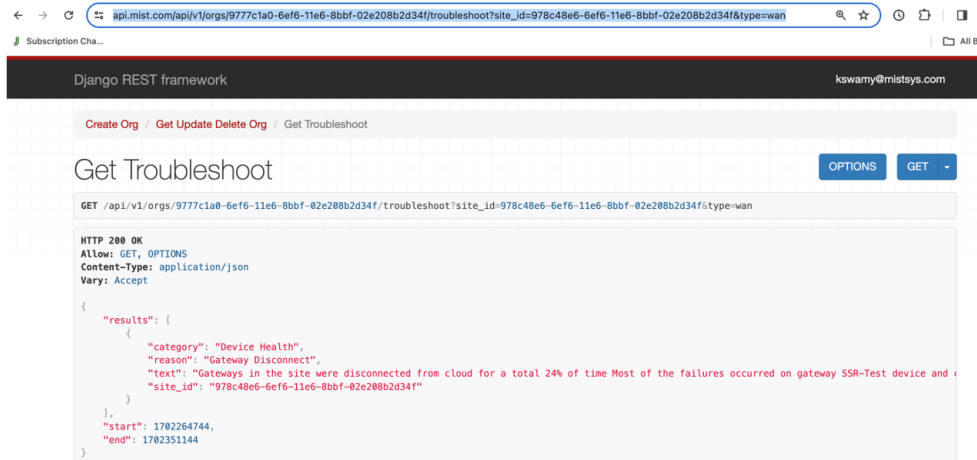 api.mist.com/api/v1/orgs/9777c1a0-6ef6-11e6-8bbf-02e208b2d34f/troubleshoot?site_id=978c48e6-6ef6-11e6-8bbf-02e208b2d34f&type=wan
Subscription Cha...
All B
Django REST framework
kswamy@mistsys.com
Create Org / Get Update Delete Org / Get Troubleshoot
Get Troubleshoot
OPTIONS
GET
GET /api/v1/orgs/9777c1a0-6ef6-11e6-8bbf-02e208b2d34f/troubleshoot?site_id=978c48e6-6ef6-11e6-8bbf-02e208b2d34f&type=wan
HTTP 200 OK
Allow: GET, OPTIONS
Content-Type: application/json
Vary: Accept
{
"results": [
{
"category": "Device Health",
"reason": "Gateway Disconnect",
"text": "Gateways in the site were disconnected from cloud for a total 24% of time Most of the failures occurred on gateway SSR-Test device and
"site_id": "978c48e6-6ef6-11e6-8bbf-02e208b2d34f"
}
],
"start": 1702264744,
"end": 1702351144
}